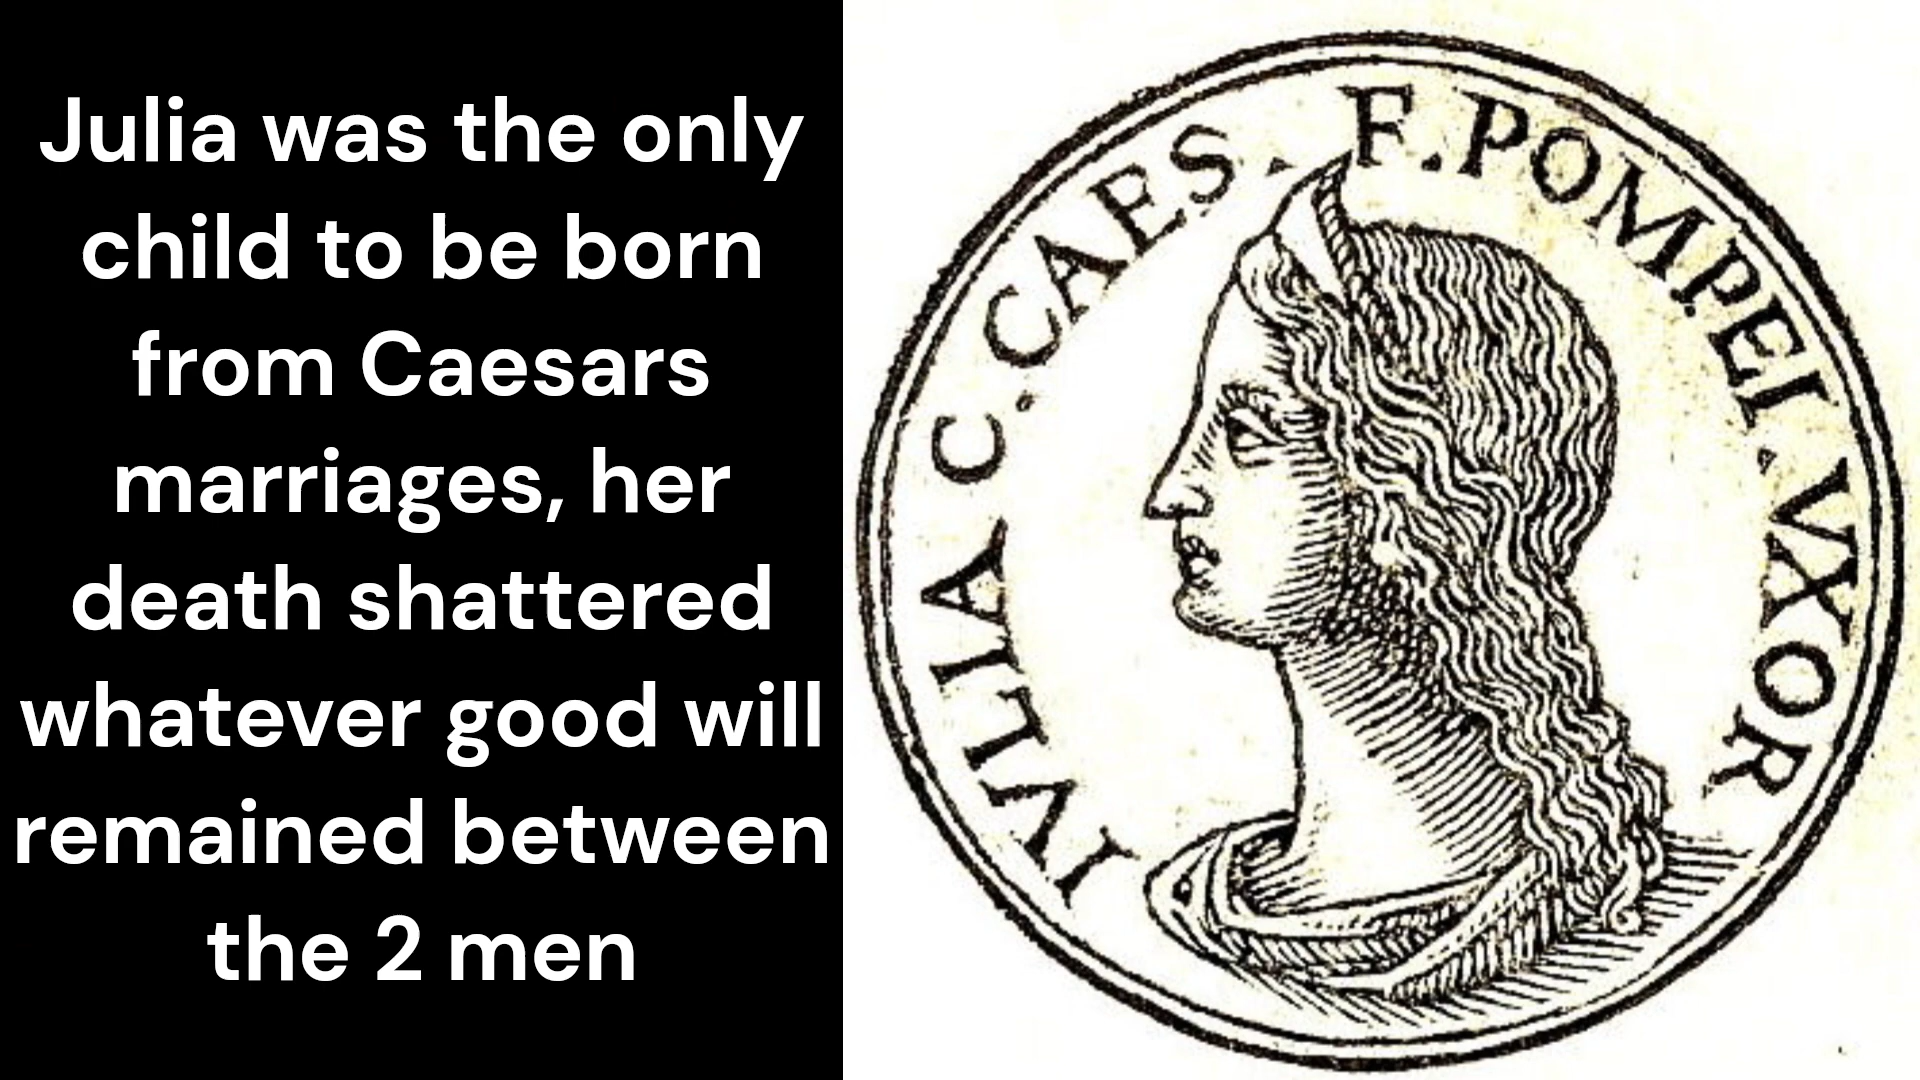 Julia was the only
child to be born
from Caesars
marriages, her
death shattered
whatever good will
remained between
the 2 men
IVLIA C. CAES. F. POMPEI. VXOR